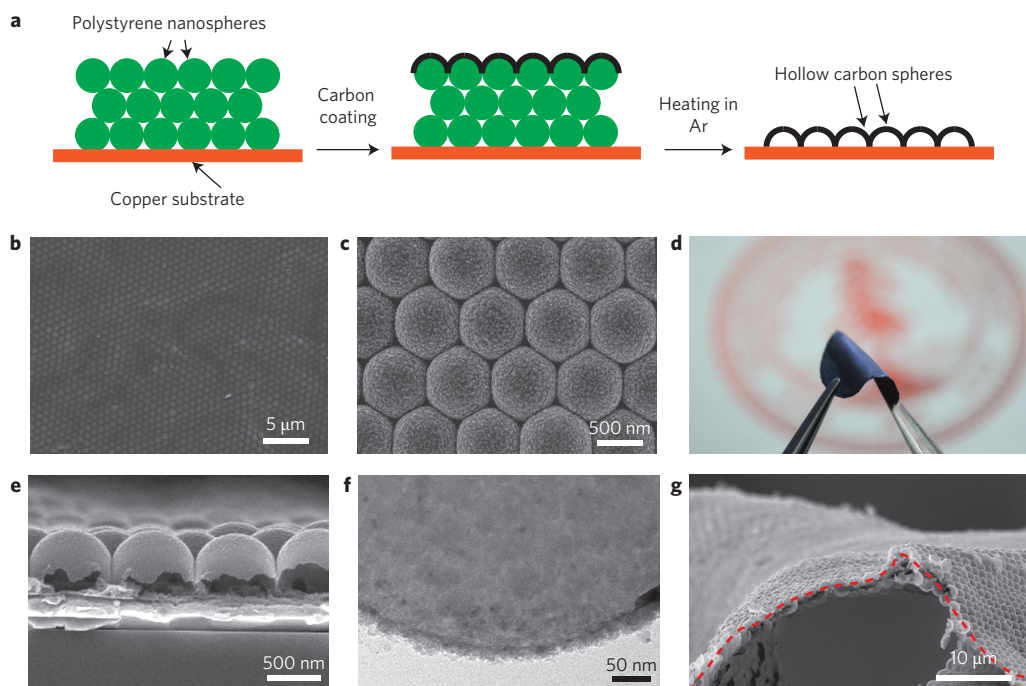 a
Polystyrene nanospheres
Carbon
coating
Copper substrate
Heating in
Ar
Hollow carbon spheres
b
5 μm
c
500 nm
d
e
500 nm
f
50 nm
g
10 μm